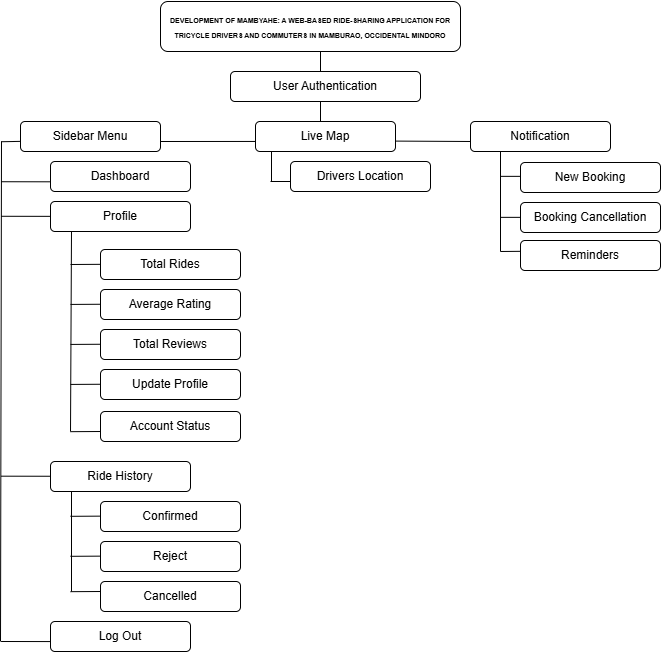 DEVELOPMENT OF MAMBYAHE: A WEB-BASED RIDE-SHARING APPLICATION FOR
TRICYCLE DRIVERS AND COMMUTERS IN MAMBURAO, OCCIDENTAL MINDORO
User Authentication
Sidebar Menu
Live Map
Notification
Dashboard
Drivers Location
New Booking
Profile
Booking Cancellation
Reminders
Total Rides
Average Rating
Total Reviews
Update Profile
Account Status
Ride History
Confirmed
Reject
Cancelled
Log Out